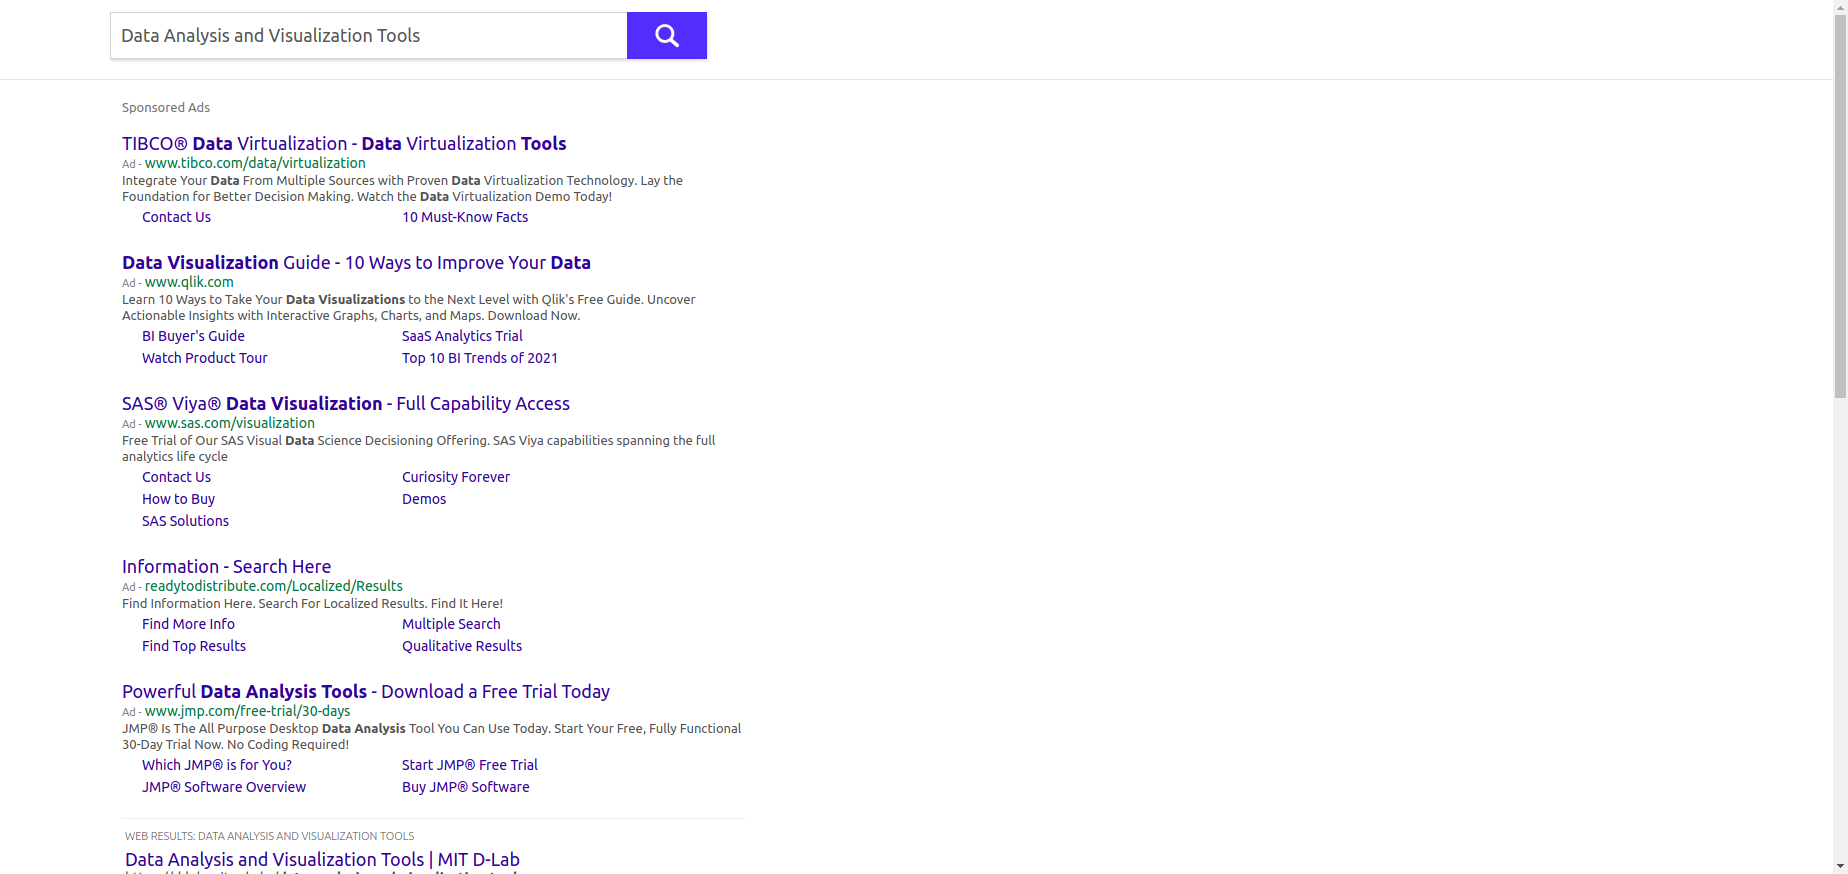 Data Analysis and Visualization Tools
Sponsored Ads
TIBCO® Data Virtualization - Data Virtualization Tools
Ad - www.tibco.com/data/virtualization
Integrate Your Data From Multiple Sources with Proven Data Virtualization Technology. Lay the
Foundation for Better Decision Making. Watch the Data Virtualization Demo Today!
Contact Us 10 Must-Know Facts
Data Visualization Guide - 10 Ways to Improve Your Data
Ad - www.qlik.com
Learn 10 Ways to Take Your Data Visualizations to the Next Level with Qlik's Free Guide. Uncover
Actionable Insights with Interactive Graphs, Charts, and Maps. Download Now.
BI Buyer's Guide SaaS Analytics Trial
Watch Product Tour Top 10 BI Trends of 2021
SAS® Viya® Data Visualization - Full Capability Access
Ad - www.sas.com/visualization
Free Trial of Our SAS Visual Data Science Decisioning Offering. SAS Viya capabilities spanning the full
analytics life cycle
Contact Us Curiosity Forever
How to Buy Demos
SAS Solutions
Information - Search Here
Ad - readytodistribute.com/Localized/Results
Find Information Here. Search For Localized Results. Find It Here!
Find More Info Multiple Search
Find Top Results Qualitative Results
Powerful Data Analysis Tools - Download a Free Trial Today
Ad - www.jmp.com/free-trial/30-days
JMP® Is The All Purpose Desktop Data Analysis Tool You Can Use Today. Start Your Free, Fully Functional
30-Day Trial Now. No Coding Required!
Which JMP® is for You? Start JMP® Free Trial
JMP® Software Overview Buy JMP® Software
WEB RESULTS: DATA ANALYSIS AND VISUALIZATION TOOLS
Data Analysis and Visualization Tools | MIT D-Lab